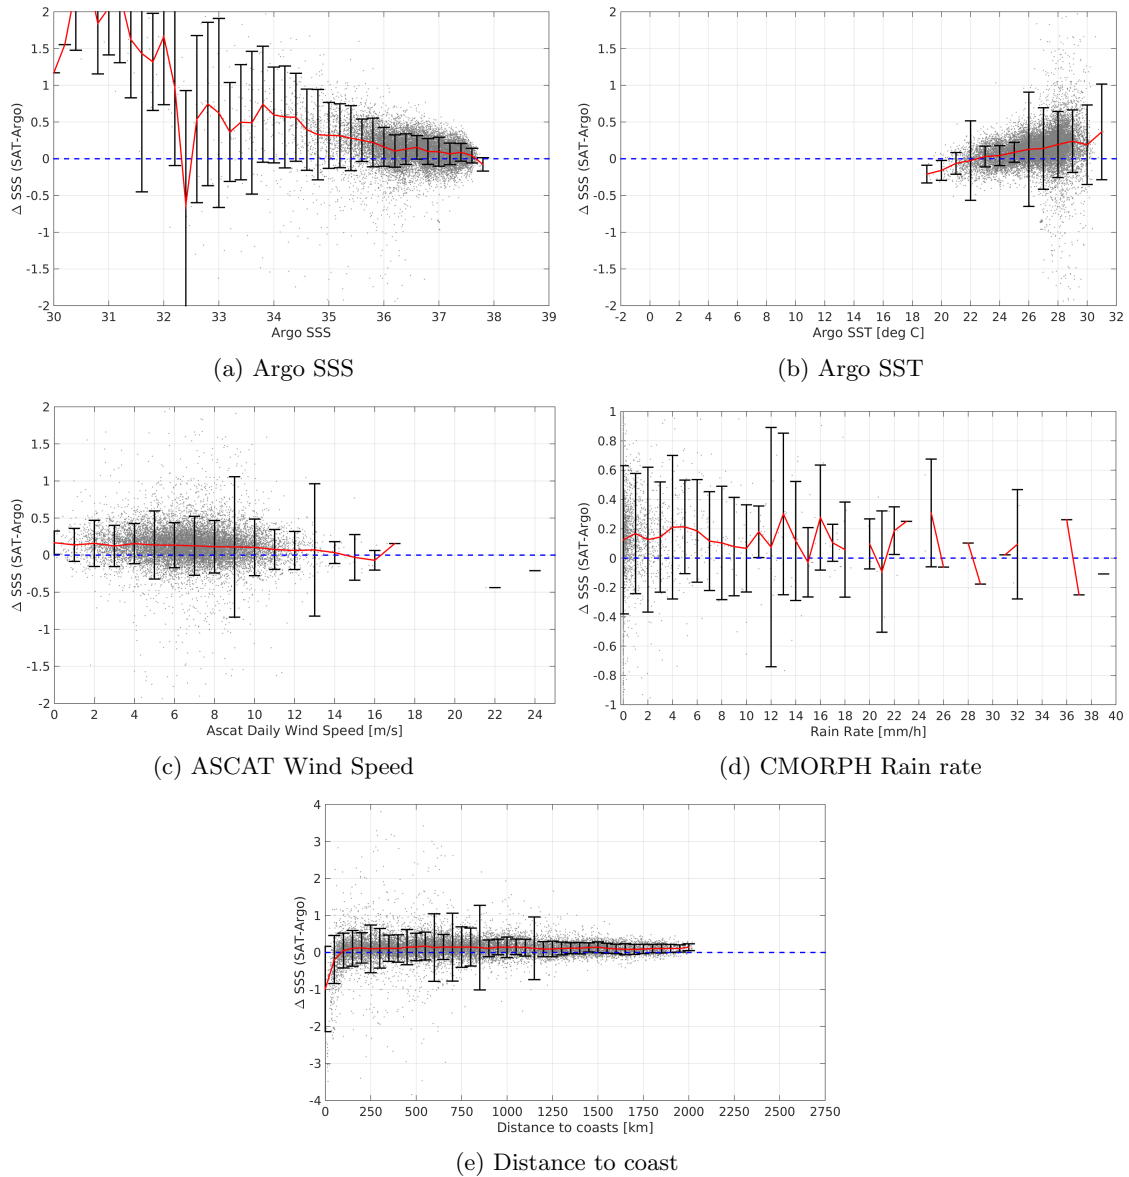 2
1.5
1
0.5
0
-0.5
-1
-1.5
-2
Δ SSS (SAT-Argo)
30 31 32 33 34 35 36 37 38 39
Argo SSS
(a) Argo SSS
2
1.5
1
0.5
0
-0.5
-1
-1.5
-2
Δ SSS (SAT-Argo)
-2 0 2 4 6 8 10 12 14 16 18 20 22 24 26 28 30 32
Argo SST [deg C]
(b) Argo SST
2
1.5
1
0.5
0
-0.5
-1
-1.5
-2
Δ SSS (SAT-Argo)
0 2 4 6 8 10 12 14 16 18 20 22 24
Ascat Daily Wind Speed [m/s]
(c) ASCAT Wind Speed
1
0.8
0.6
0.4
0.2
0
-0.2
-0.4
-0.6
-0.8
-1
Δ SSS (SAT-Argo)
0 2 4 6 8 10 12 14 16 18 20 22 24 26 28 30 32 34 36 38 40
Rain Rate [mm/h]
(d) CMORPH Rain rate
4
3
2
1
0
-1
-2
-3
-4
Δ SSS (SAT-Argo)
0 250 500 750 1000 1250 1500 1750 2000 2250 2500 2750
Distance to coasts [km]
(e) Distance to coast